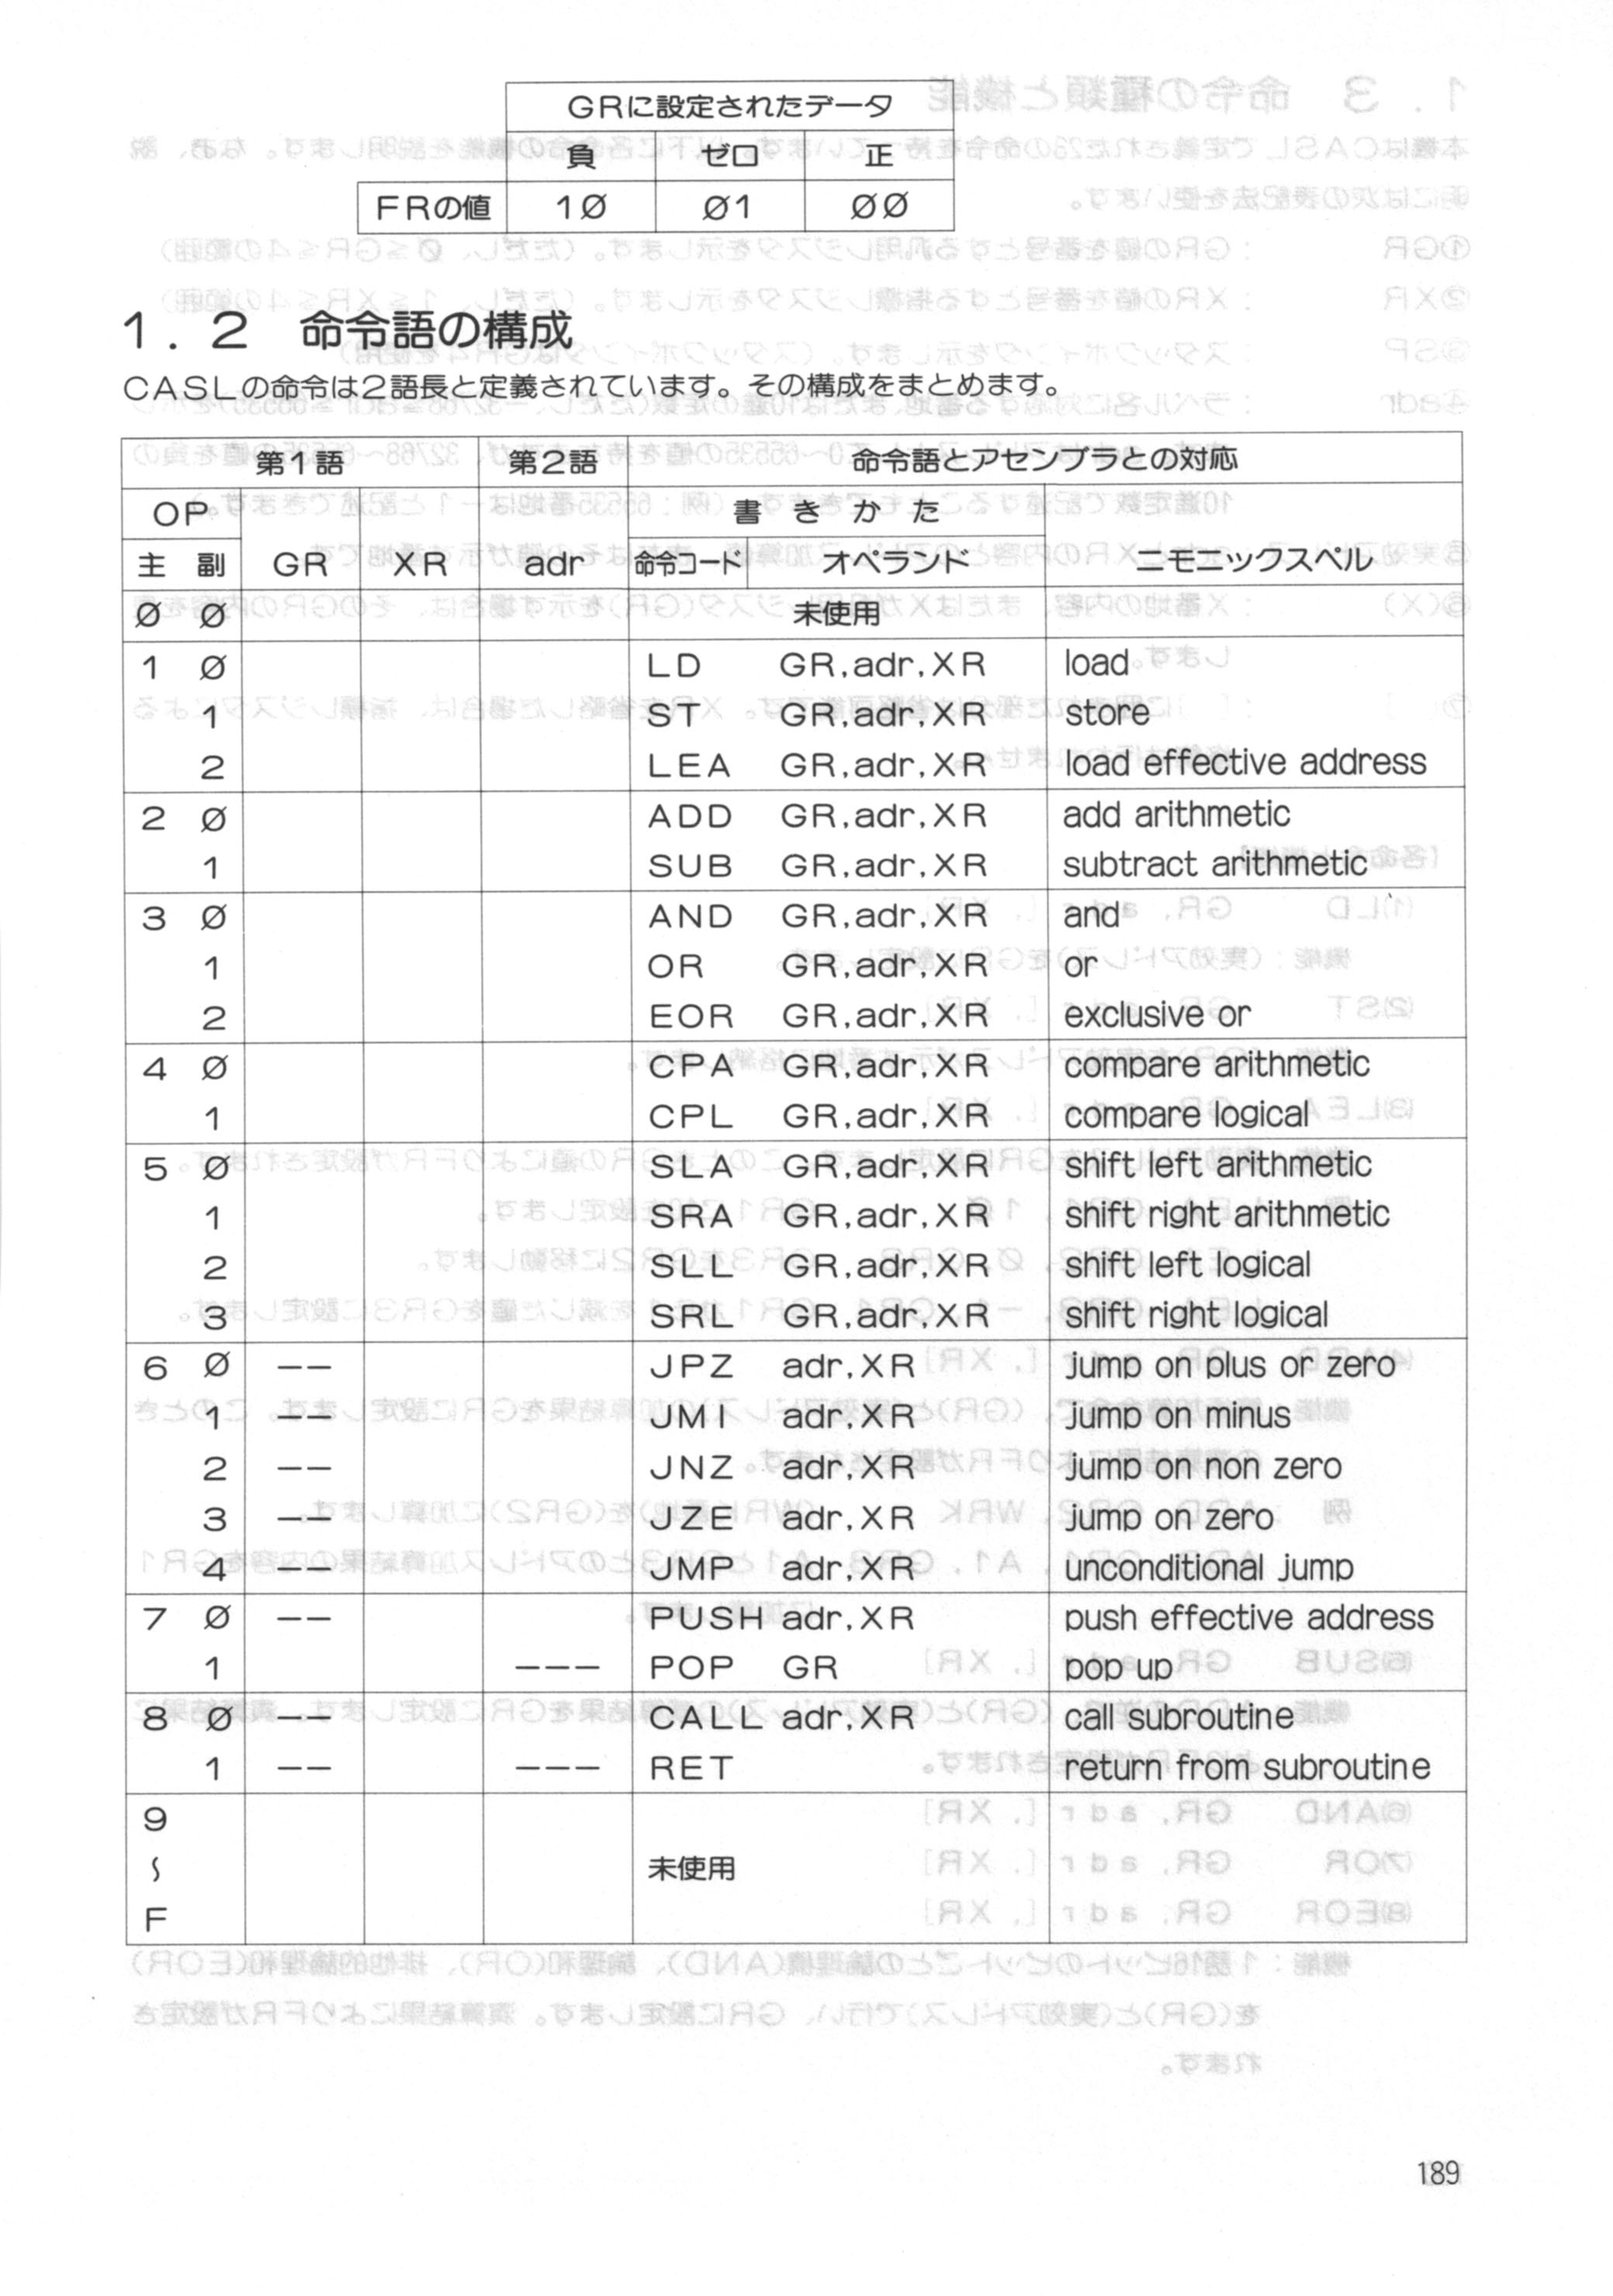 GRに設定されたデータ
負 ゼロ 正
FRの値 1Ø Ø1 ØØ
1.2 命令語の構成
CASLの命令は2語長と定義されています。その構成をまとめます。
第1語 第2語 命令語とアセンブラとの対応
OP 書きかた
主 副 GR XR adr 命令コード オペランド ニモニックスペル
Ø Ø 未使用
1 Ø LD GR,adr,XR load
1 ST GR,adr,XR store
2 LEA GR,adr,XR load effective address
2 Ø ADD GR,adr,XR add arithmetic
1 SUB GR,adr,XR subtract arithmetic
3 Ø AND GR,adr,XR and
1 OR GR,adr,XR or
2 EOR GR,adr,XR exclusive or
4 Ø CPA GR,adr,XR compare arithmetic
1 CPL GR,adr,XR compare logical
5 Ø SLA GR,adr,XR shift left arithmetic
1 SRA GR,adr,XR shift right arithmetic
2 SLL GR,adr,XR shift left logical
3 SRL GR,adr,XR shift right logical
6 Ø −− JPZ adr,XR jump on plus or zero
1 −− JMI adr,XR jump on minus
2 −− JNZ adr,XR jump on non zero
3 −− JZE adr,XR jump on zero
4 −− JMP adr,XR unconditional jump
7 Ø −− PUSH adr,XR push effective address
1 −−− POP GR pop up
8 Ø −− CALL adr,XR call subroutine
1 −− −−− RET return from subroutine
9
〜 未使用
F
189